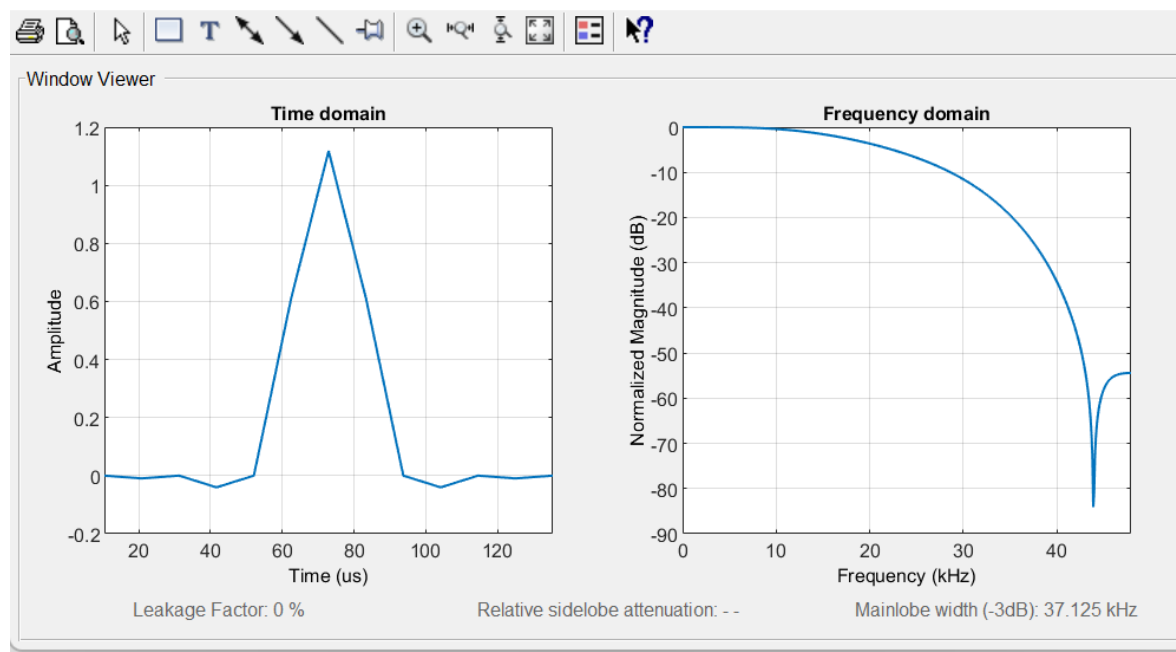 T
?
Window Viewer
Time domain
1.2
1
0.8
0.6
0.4
0.2
0
-0.2
Amplitude
20 40 60 80 100 120
Time (us)
Frequency domain
0
-10
-20
-30
-40
-50
-60
-70
-80
-90
Normalized Magnitude (dB)
0 10 20 30 40
Frequency (kHz)
Leakage Factor: 0 %
Relative sidelobe attenuation: - -
Mainlobe width (-3dB): 37.125 kHz